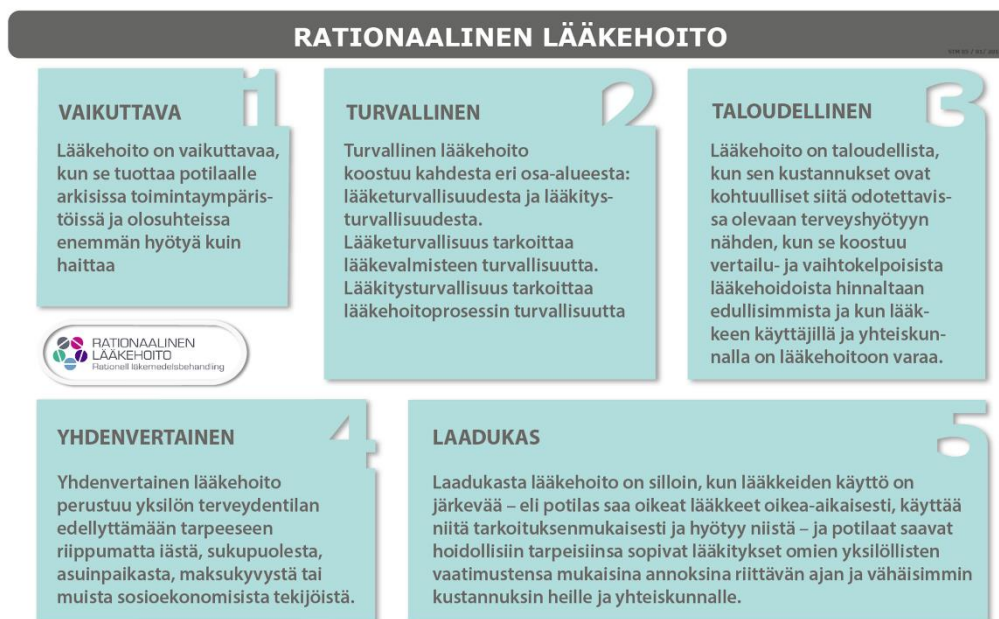 RATIONAALINEN LÄÄKEHOITO
1
VAIKUTTAVA
Lääkehoito on vaikuttavaa,
kun se tuottaa potilaalle
arkisissa toimintaympäris-
töissä ja olosuhteissa
enemmän hyötyä kuin
haittaa
2
TURVALLINEN
Turvallinen lääkehoito
koostuu kahdesta eri osa-alueesta:
lääketurvallisuudesta ja lääkitys-
turvallisuudesta.
Lääketurvallisuus tarkoittaa
lääkevalmisteen turvallisuutta.
Lääkitysturvallisuus tarkoittaa
lääkehoitoprosessin turvallisuutta
3
TALOUDELLINEN
Lääkehoito on taloudellista,
kun sen kustannukset ovat
kohtuulliset siitä odotettavis-
sa olevaan terveyshyötyyn
nähden, kun se koostuu
vertailu- ja vaihtokelpoisista
lääkehoidoista hinnaltaan
edullisimmista ja kun lääk-
keen käyttäjillä ja yhteiskun-
nalla on lääkehoitoon varaa.
RATIONAALINEN
LÄÄKEHOITO
Rationell läkemedelsbehandling
4
YHDENVERTAINEN
Yhdenvertainen lääkehoito
perustuu yksilön terveydentilan
edellyttämään tarpeeseen
riippumatta iästä, sukupuolesta,
asuinpaikasta, maksukyvystä tai
muista sosioekonomisista tekijöistä.
5
LAADUKAS
Laadukasta lääkehoito on silloin, kun lääkkeiden käyttö on
järkevää – eli potilas saa oikeat lääkkeet oikea-aikaisesti, käyttää
niitä tarkoituksenmukaisesti ja hyötyy niistä – ja potilaat saavat
hoidollisiin tarpeisiinsa sopivat lääkitykset omien yksilöllisten
vaatimustensa mukaisina annoksina riittävän ajan ja vähäisimmin
kustannuksin heille ja yhteiskunnalle.